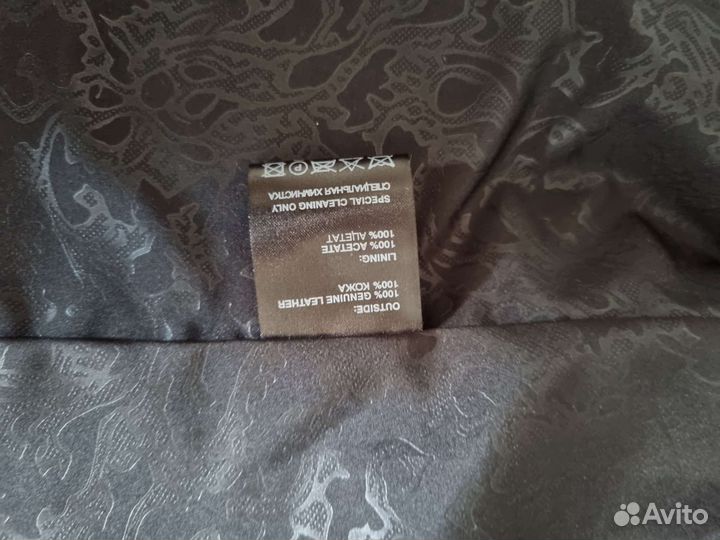 OUTSIDE:
100% GENUINE LEATHER
100% КОЖА
LINING:
100% ACETATE
100% АЦЕТАТ
SPECIAL CLEANING ONLY
СПЕЦИАЛЬНАЯ ХИМЧИСТКА
P
Avito